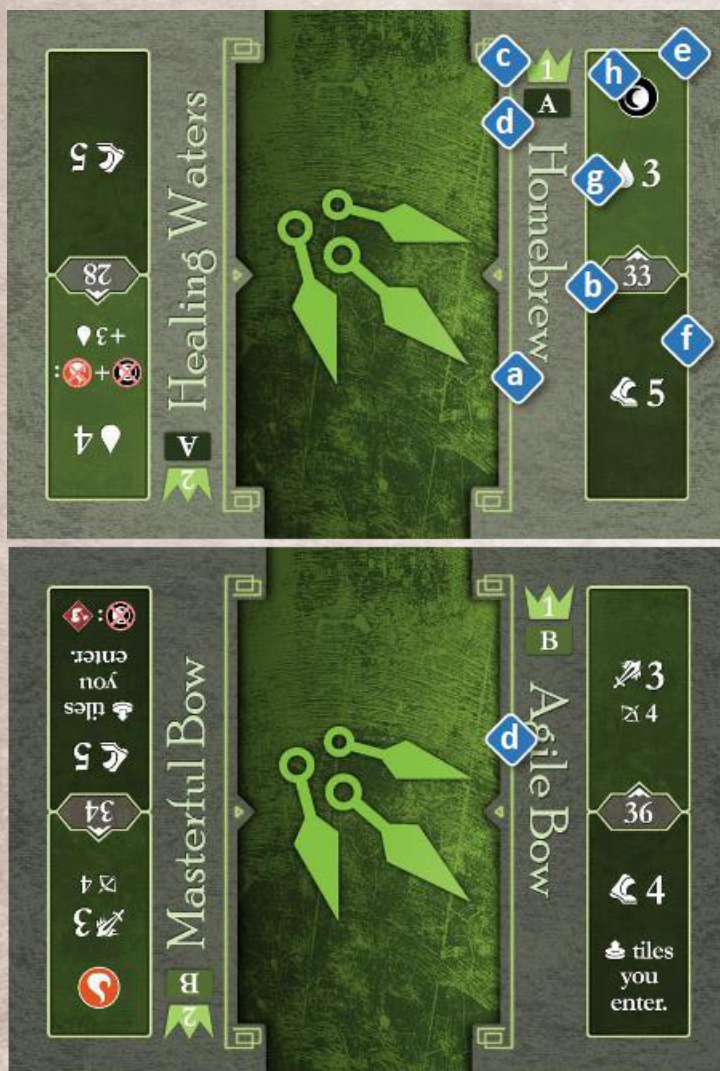 Healing Waters
A
2
5
28
+3
+ :
4
c
1
h
e
d
A
Homebrew
g
3
b
33
f
a
5
Masterful Bow
B
2
:
tiles
you
enter.
5
34
4
3
1
B
d
Agile Bow
3
4
36
4
tiles
you
enter.